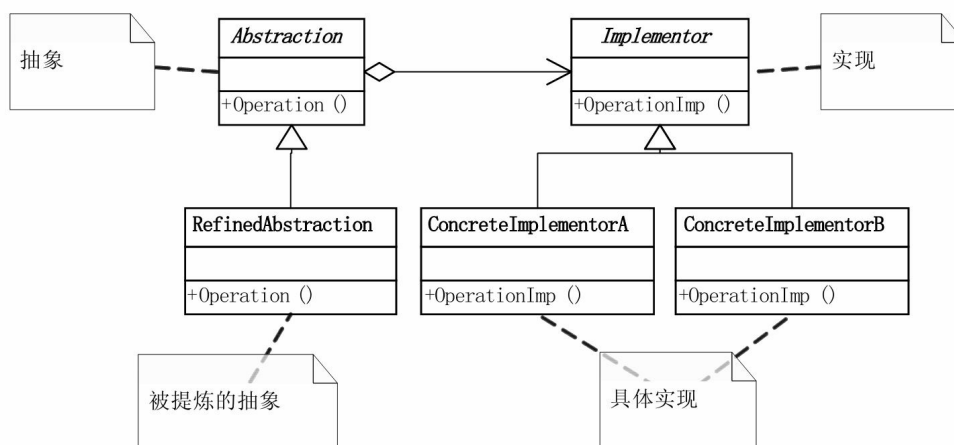 Abstraction
Implementor
抽象
实现
+Operation ()
+OperationImp ()
RefinedAbstraction
ConcreteImplementorA
ConcreteImplementorB
+Operation ()
+OperationImp ()
+OperationImp ()
被提炼的抽象
具体实现